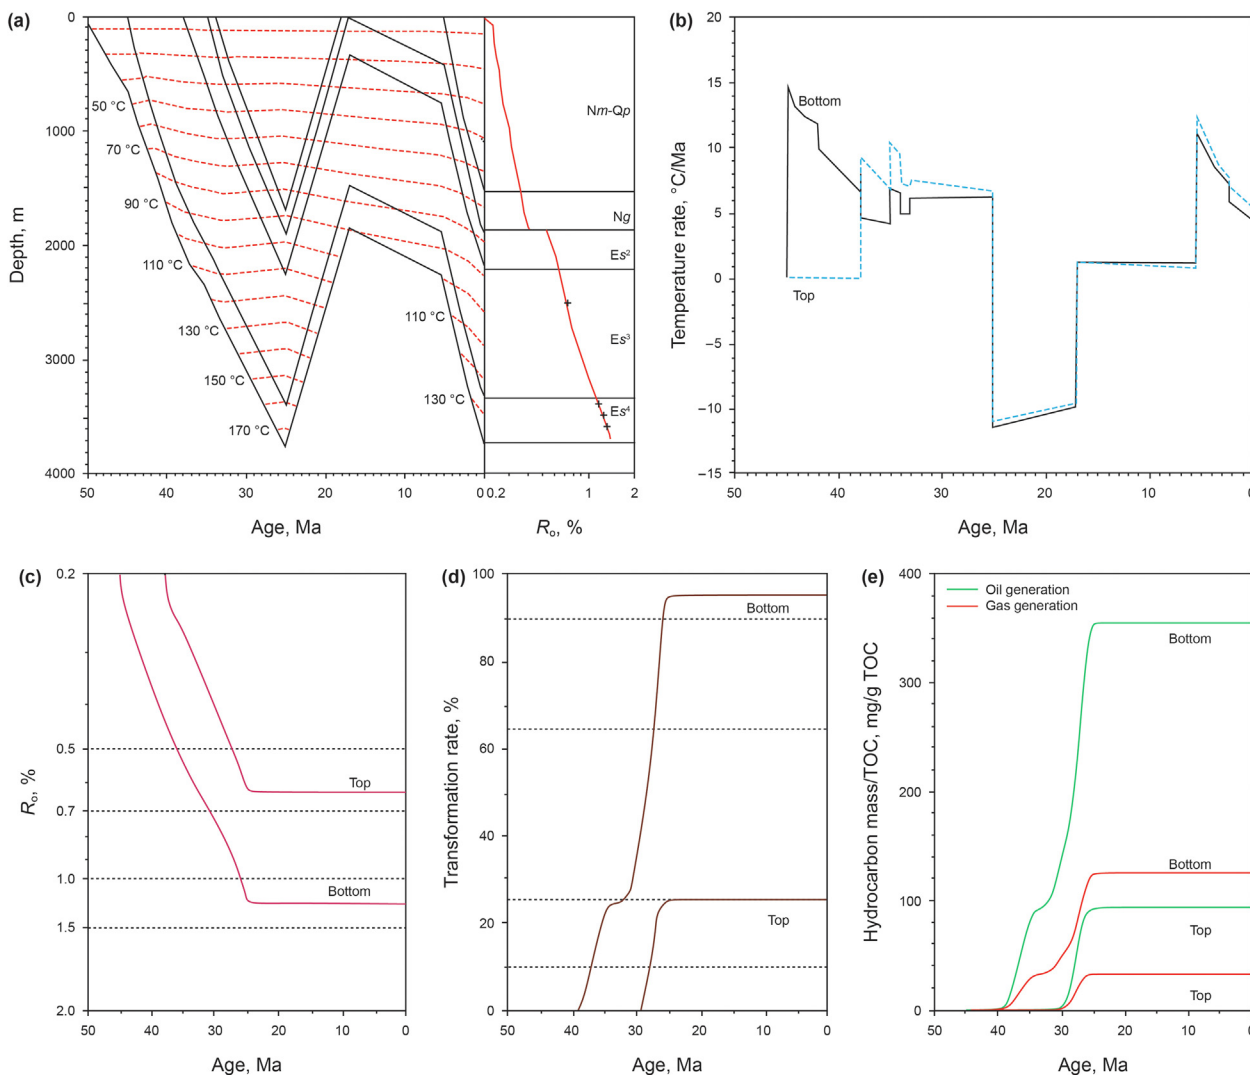 (a)
0
1000
2000
3000
4000
Depth, m
50 °C
70 °C
90 °C
110 °C
130 °C
150 °C
170 °C
110 °C
130 °C
50
40
30
20
10
0
Age, Ma
Nm-Qp
Ng
Es²
Es³
Es⁴
0.2
1
2
Rₒ, %
(b)
20
15
10
5
0
−5
−10
−15
Temperature rate, °C/Ma
Bottom
Top
50
40
30
20
10
0
Age, Ma
(c)
0.2
0.5
0.7
1.0
1.5
2.0
Rₒ, %
Top
Bottom
50
40
30
20
10
0
Age, Ma
(d)
100
80
60
40
20
0
Transformation rate, %
Bottom
Top
50
40
30
20
10
0
Age, Ma
(e)
400
300
200
100
0
Hydrocarbon mass/TOC, mg/g TOC
Oil generation
Gas generation
Bottom
Bottom
Top
Top
50
40
30
20
10
0
Age, Ma